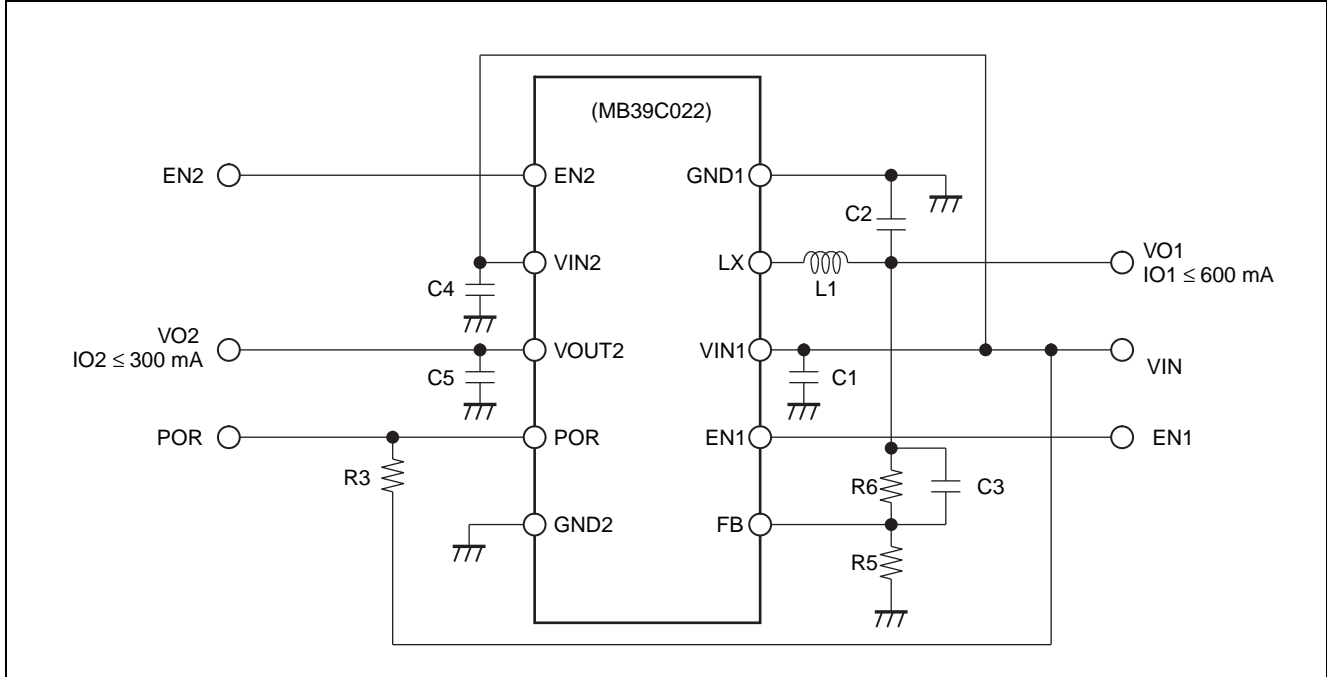 (MB39C022)
EN2
EN2
GND1
C2
VIN2
LX
L1
VO1
IO1 ≤ 600 mA
C4
VO2
IO2 ≤ 300 mA
VOUT2
VIN1
VIN
C5
C1
POR
POR
EN1
EN1
R3
R6
C3
GND2
FB
R5